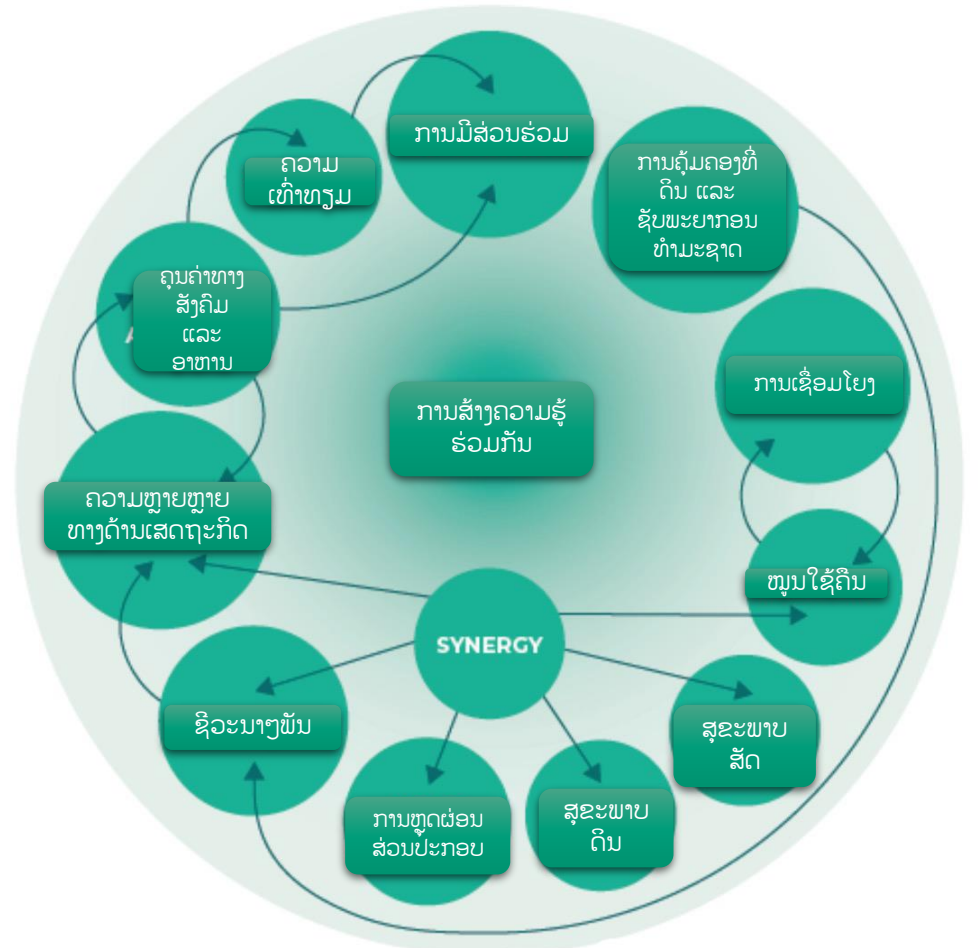 ການມີສ່ວນຮ່ວມ
ຄວາມ
ເທົ່າທຽມ
ການຄຸ້ມຄອງທີ່
ດິນ ແລະ
ຊັບພະຍາກອນ
ທຳມະຊາດ
ຄຸນຄ່າທາງ
ສັງຄົມ
ແລະ
ອາຫານ
ການເຊື່ອມໂຍງ
ການສ້າງຄວາມຮູ້
ຮ່ວມກັນ
ຄວາມຫຼາຍຫຼາຍ
ທາງດ້ານເສດຖະກິດ
ໝູນໃຊ້ຄືນ
SYNERGY
ຊີວະນາໆພັນ
ສຸຂະພາບ
ສັດ
ການຫຼຸດຜ່ອນ
ສ່ວນປະກອບ
ສຸຂະພາບ
ດິນ